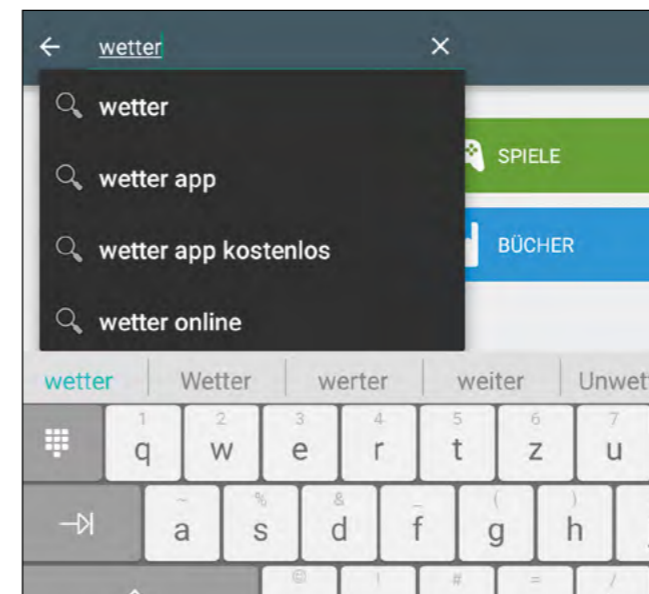 wetter
wetter
wetter app
wetter app kostenlos
wetter online
SPIELE
BÜCHER
wetter Wetter werter weiter
1 2 3 4 5 6 7
q w e r t z u
~ % & _ ( )
a s d f g h
! # = /